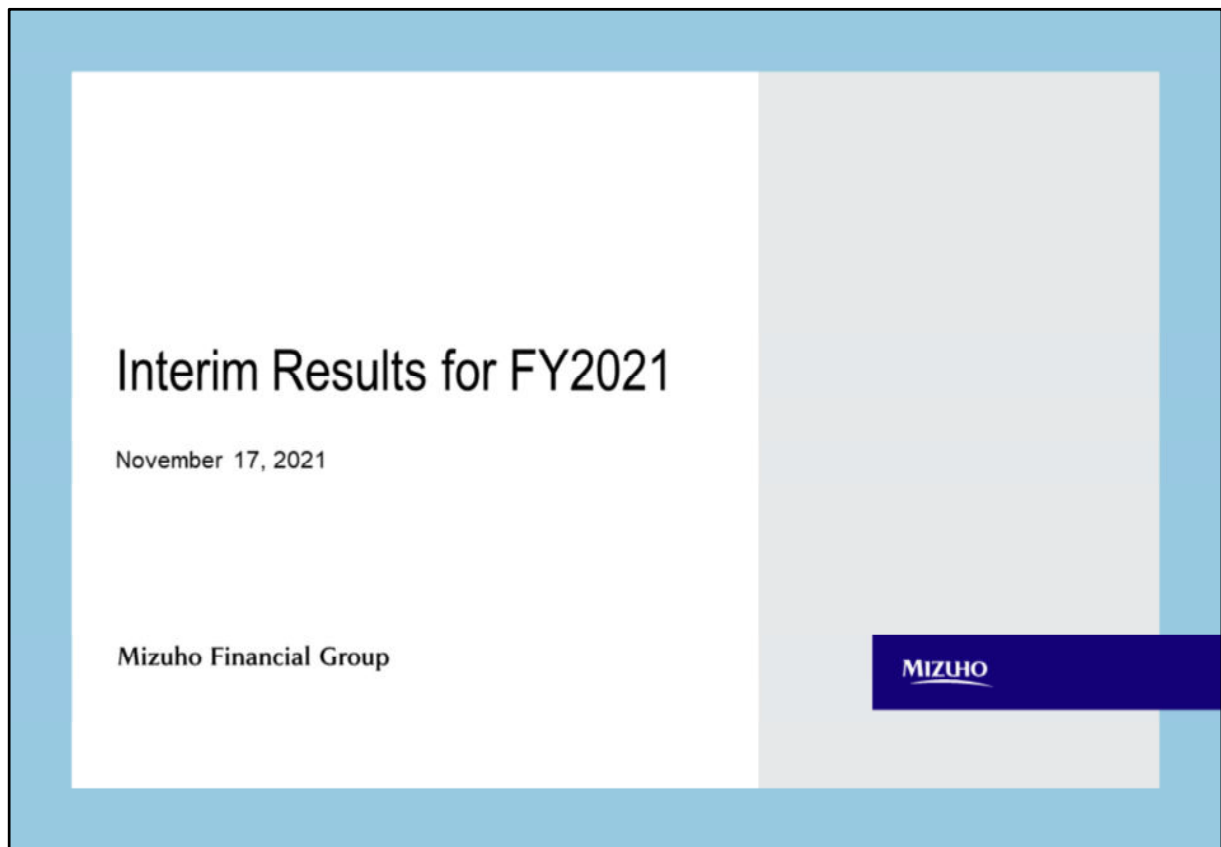 Interim Results for FY2021
November 17, 2021
Mizuho Financial Group
MIZUHO